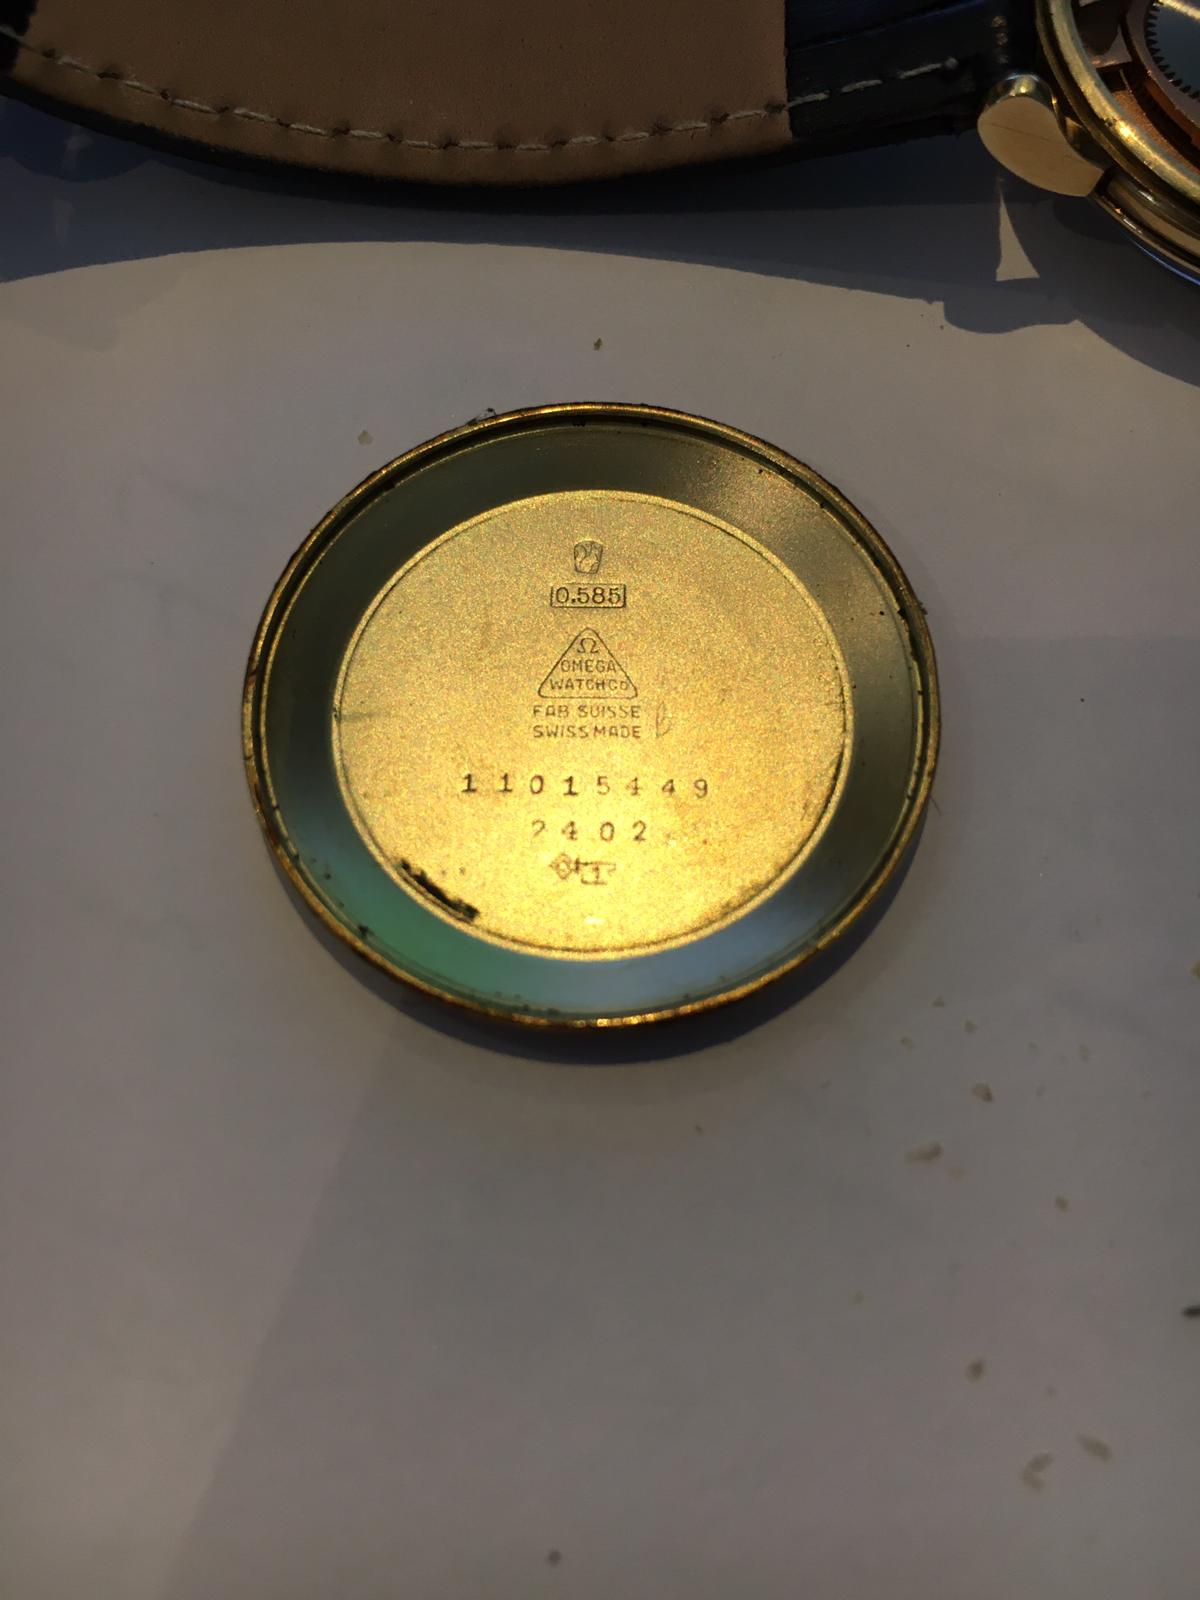 0.585
Ω
OMEGA
WATCH Co
FAB SUISSE
SWISS MADE
11015449
2402